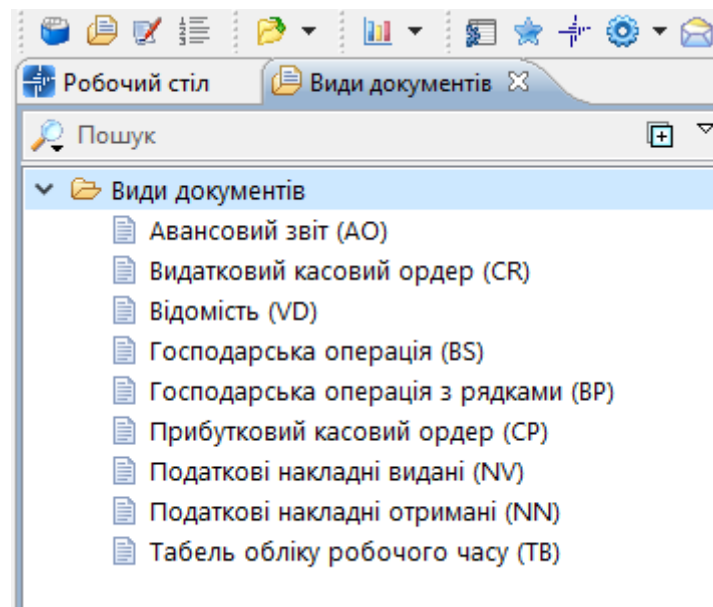 Робочий стіл
Види документів
Пошук
Види документів
Авансовий звіт (АО)
Видатковий касовий ордер (CR)
Відомість (VD)
Господарська операція (BS)
Господарська операція з рядками (BP)
Прибутковий касовий ордер (CP)
Податкові накладні видані (NV)
Податкові накладні отримані (NN)
Табель обліку робочого часу (ТВ)